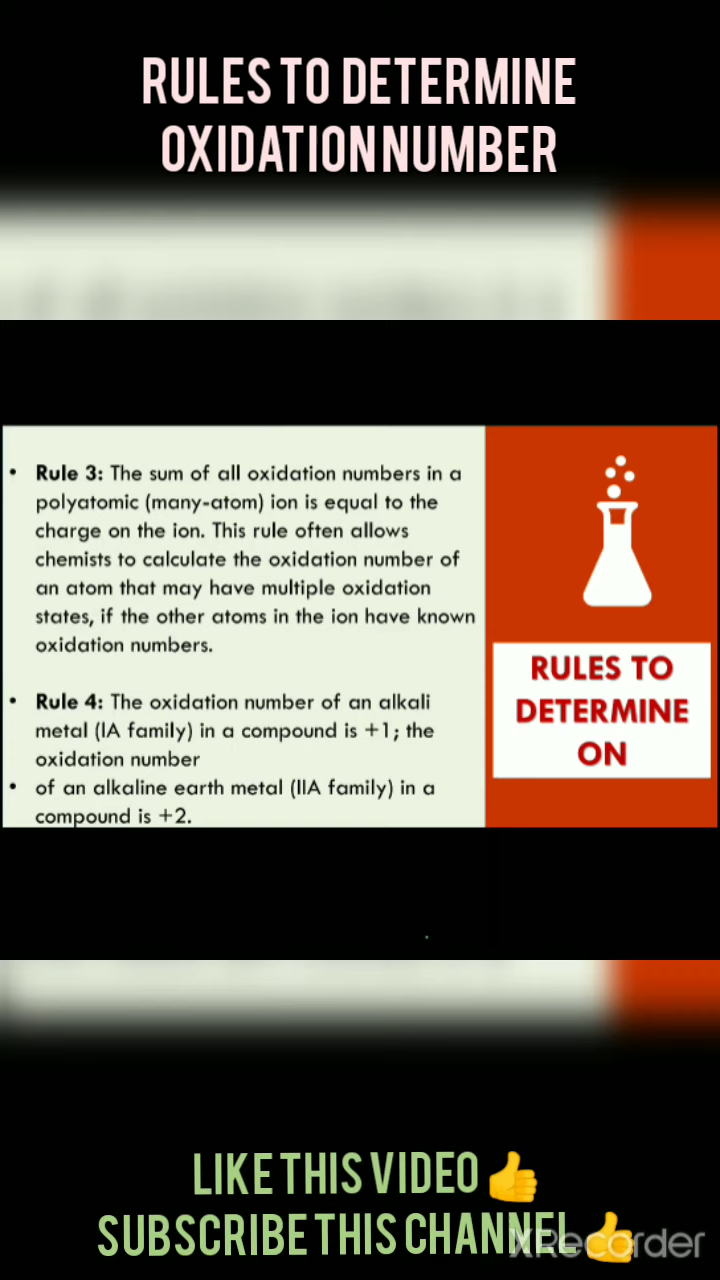 RULES TO DETERMINE
OXIDATION NUMBER
• Rule 3: The sum of all oxidation numbers in a
polyatomic (many-atom) ion is equal to the
charge on the ion. This rule often allows
chemists to calculate the oxidation number of
an atom that may have multiple oxidation
states, if the other atoms in the ion have known
oxidation numbers.
• Rule 4: The oxidation number of an alkali
metal (IA family) in a compound is +1; the
oxidation number
• of an alkaline earth metal (IIA family) in a
compound is +2.
RULES TO
DETERMINE
ON
LIKE THIS VIDEO 👍
SUBSCRIBE THIS CHANNEL 👍
XRecorder